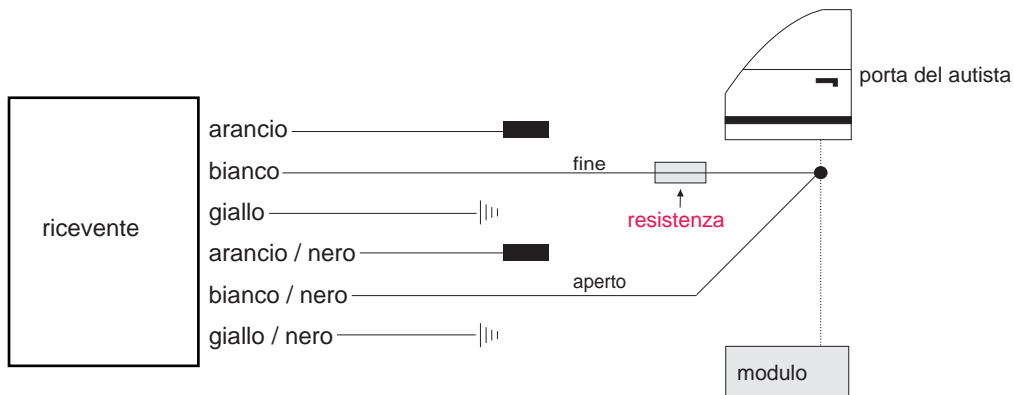 porta del autista
arancio
bianco
fine
giallo
resistenza
ricevente
arancio / nero
aperto
bianco / nero
giallo / nero
modulo